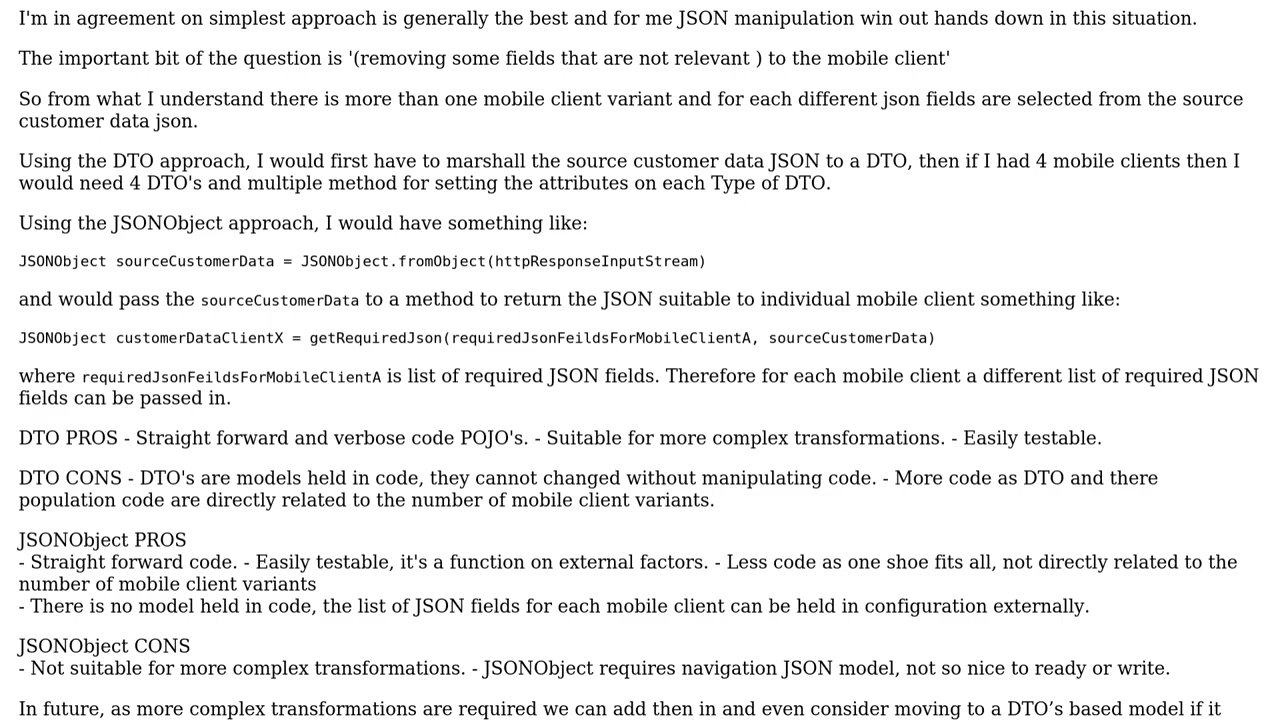 I'm in agreement on simplest approach is generally the best and for me JSON manipulation win out hands down in this situation.
The important bit of the question is '(removing some fields that are not relevant ) to the mobile client'
So from what I understand there is more than one mobile client variant and for each different json fields are selected from the source
customer data json.
Using the DTO approach, I would first have to marshall the source customer data JSON to a DTO, then if I had 4 mobile clients then I
would need 4 DTO's and multiple method for setting the attributes on each Type of DTO.
Using the JSONObject approach, I would have something like:
JSONObject sourceCustomerData = JSONObject.fromObject(httpResponseInputStream)
and would pass the sourceCustomerData to a method to return the JSON suitable to individual mobile client something like:
JSONObject customerDataClientX = getRequiredJson(requiredJsonFeildsForMobileClientA, sourceCustomerData)
where requiredJsonFeildsForMobileClientA is list of required JSON fields. Therefore for each mobile client a different list of required JSON
fields can be passed in.
DTO PROS - Straight forward and verbose code POJO's. - Suitable for more complex transformations. - Easily testable.
DTO CONS - DTO's are models held in code, they cannot changed without manipulating code. - More code as DTO and there
population code are directly related to the number of mobile client variants.
JSONObject PROS
- Straight forward code. - Easily testable, it's a function on external factors. - Less code as one shoe fits all, not directly related to the
number of mobile client variants
- There is no model held in code, the list of JSON fields for each mobile client can be held in configuration externally.
JSONObject CONS
- Not suitable for more complex transformations. - JSONObject requires navigation JSON model, not so nice to ready or write.
In future, as more complex transformations are required we can add then in and even consider moving to a DTO’s based model if it